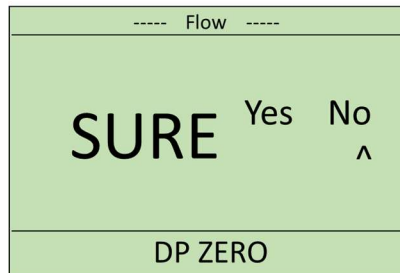 ----- Flow -----
SURE Yes No
^
DP ZERO